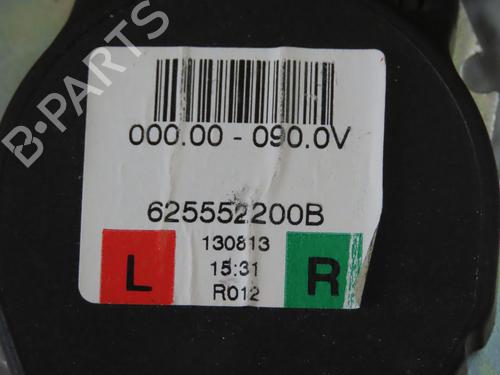 B-PARTS
000.00 - 090.0V
625552200B
130813
15:31
R012
L
R